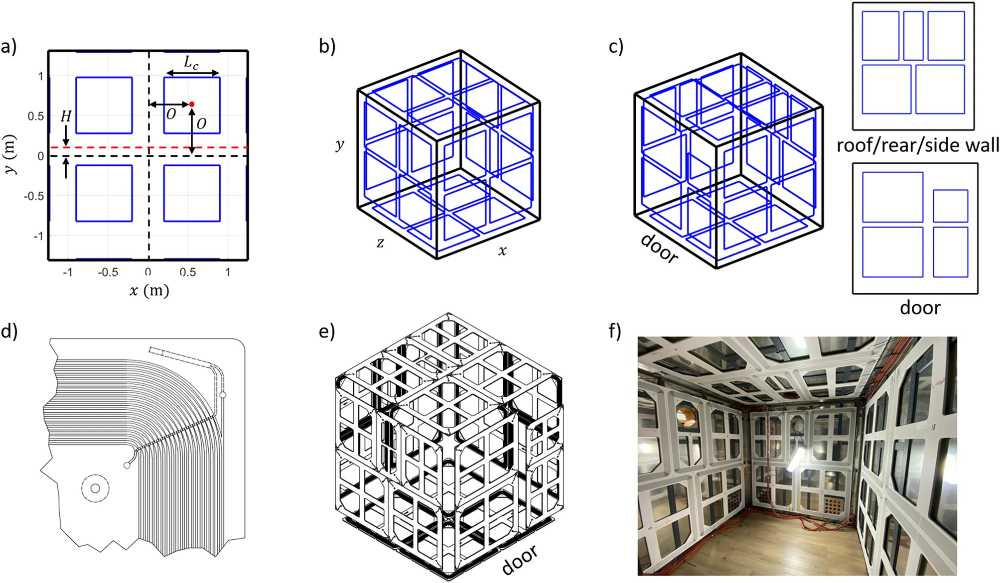 a)
L_c
1
O
0.5
H
O
0
-0.5
-1
y (m)
-1
-0.5
0
0.5
1
x (m)
b)
y
z
x
c)
door
roof/rear/side wall
door
d)
e)
door
f)
15
10